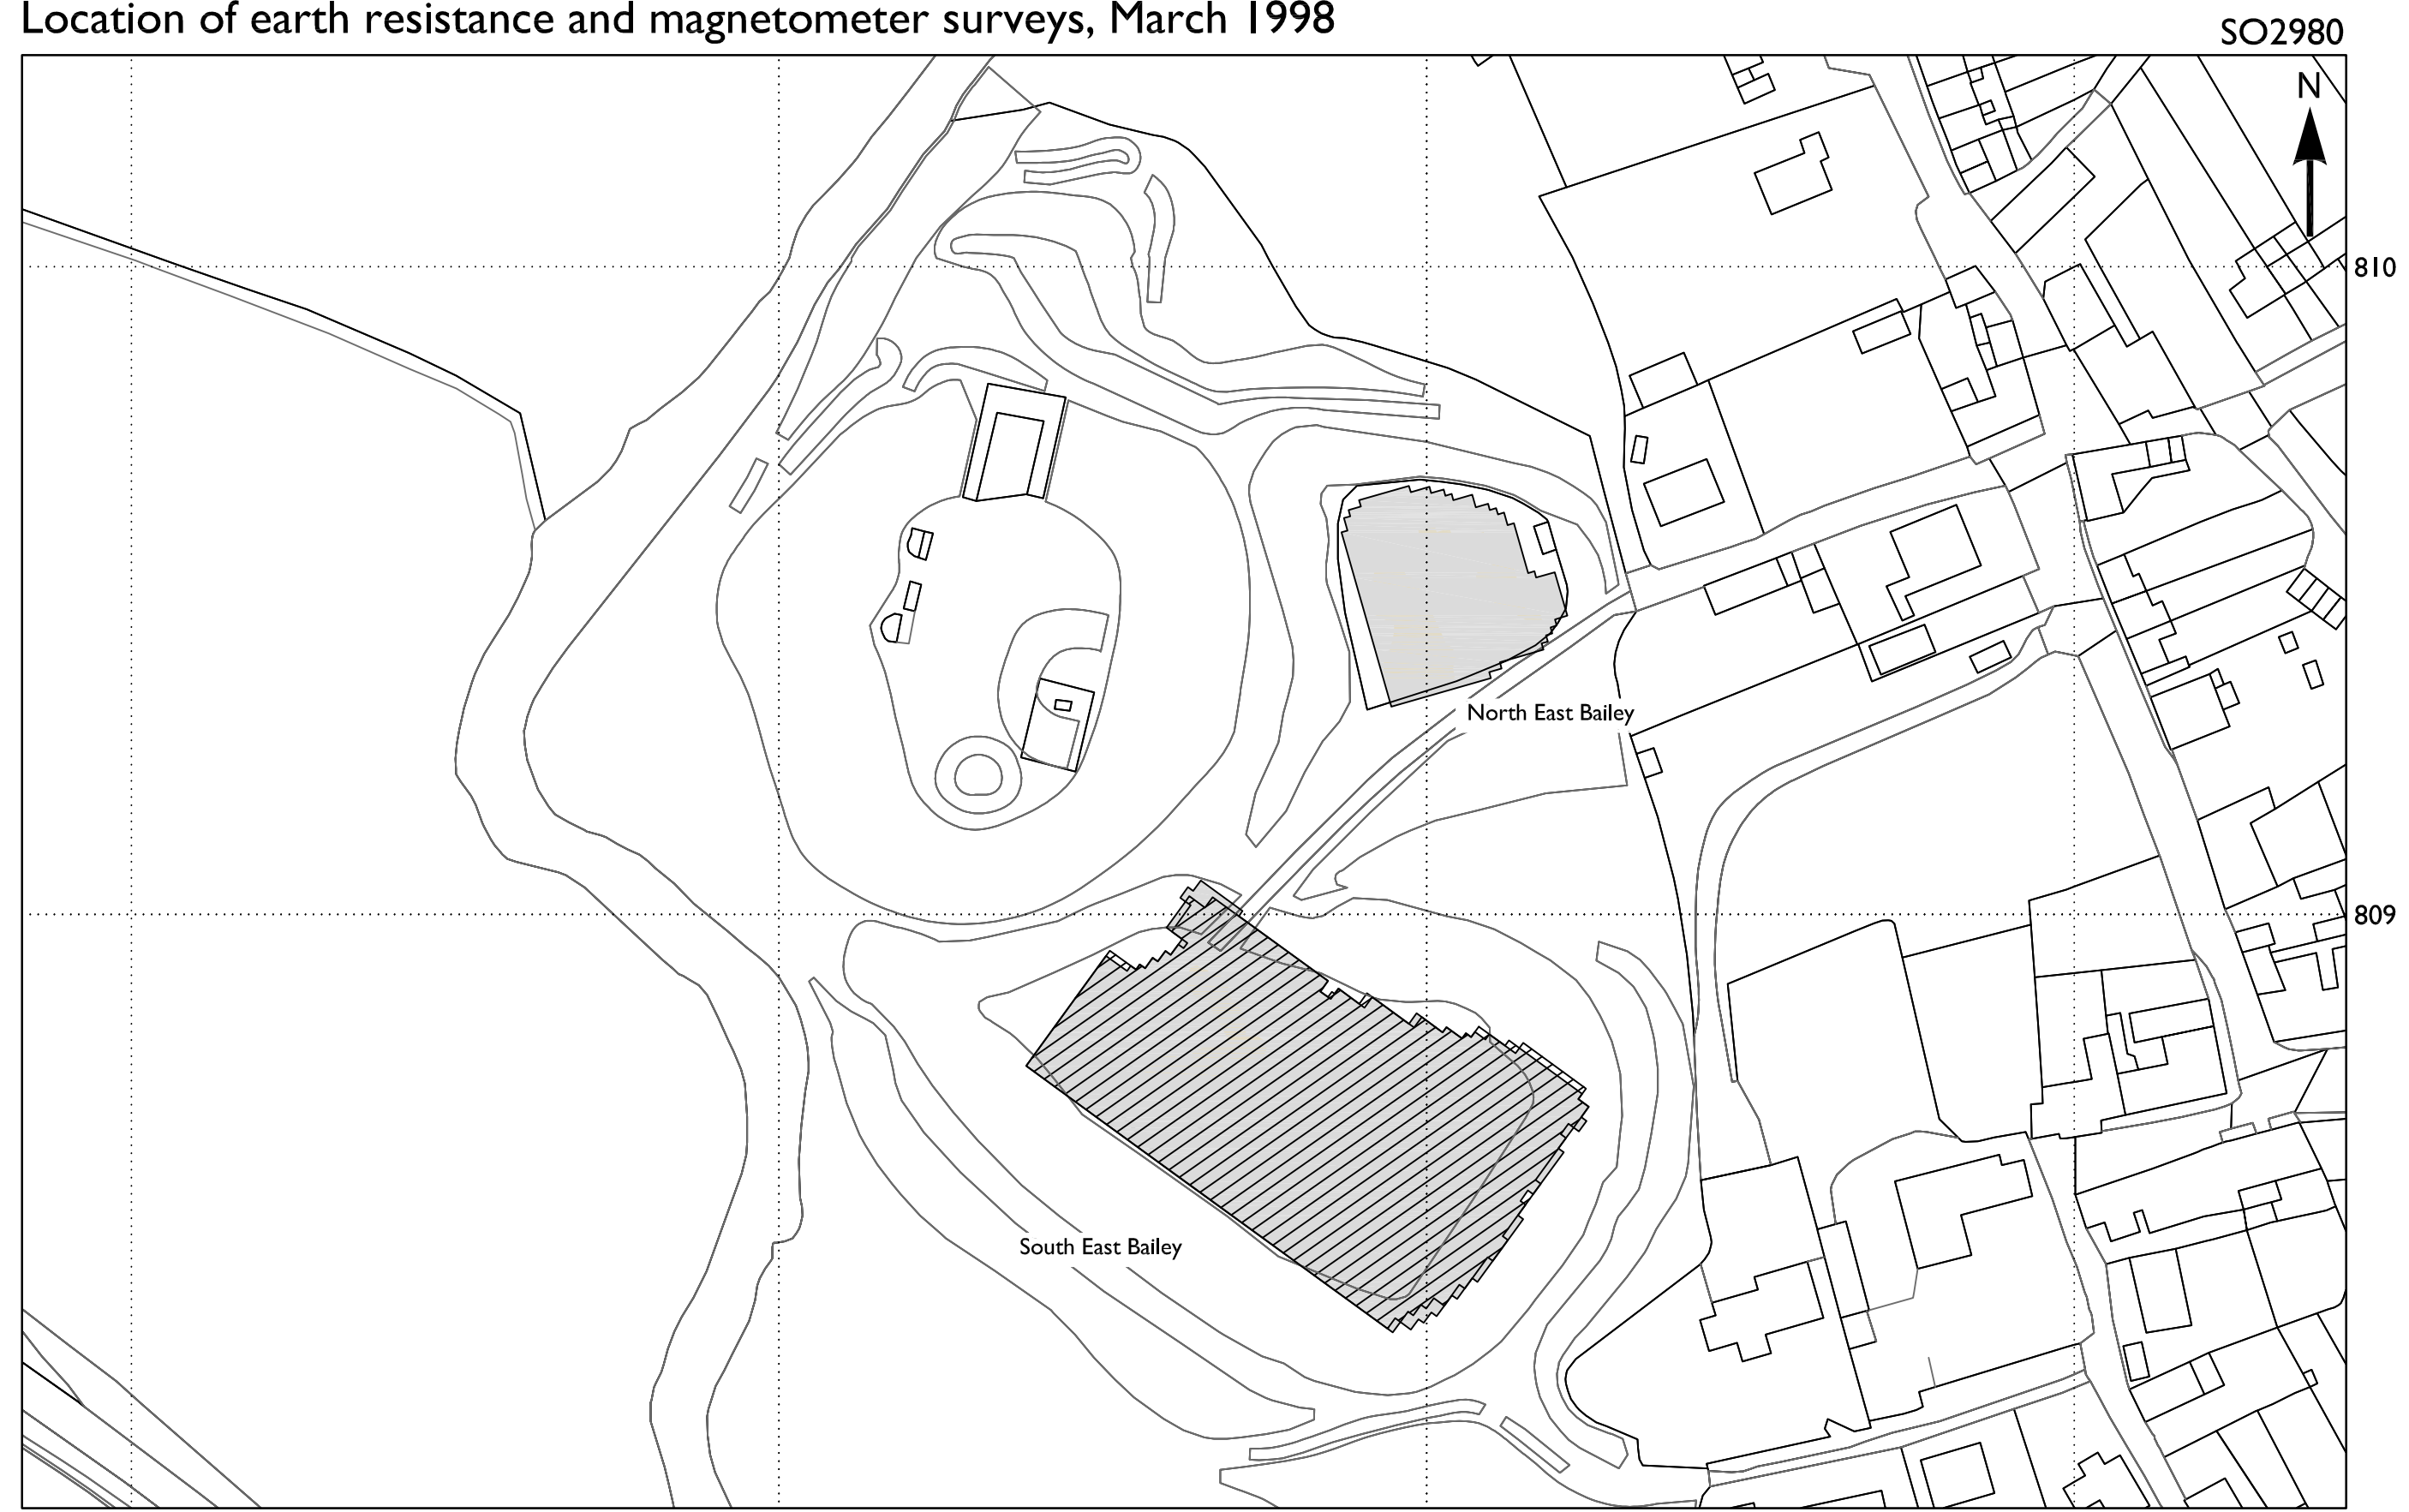 Location of earth resistance and magnetometer surveys, March 1998
SO2980
N
810
North East Bailey
809
South East Bailey